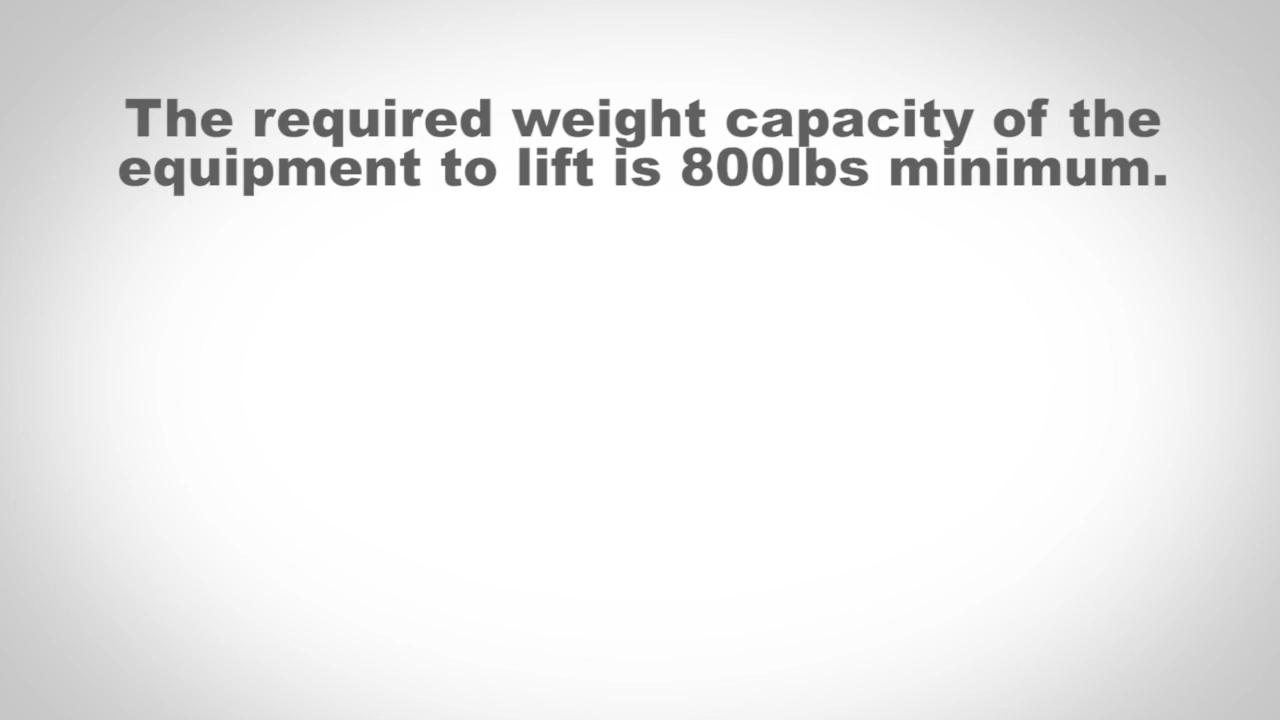 The required weight capacity of the
equipment to lift is 800lbs minimum.